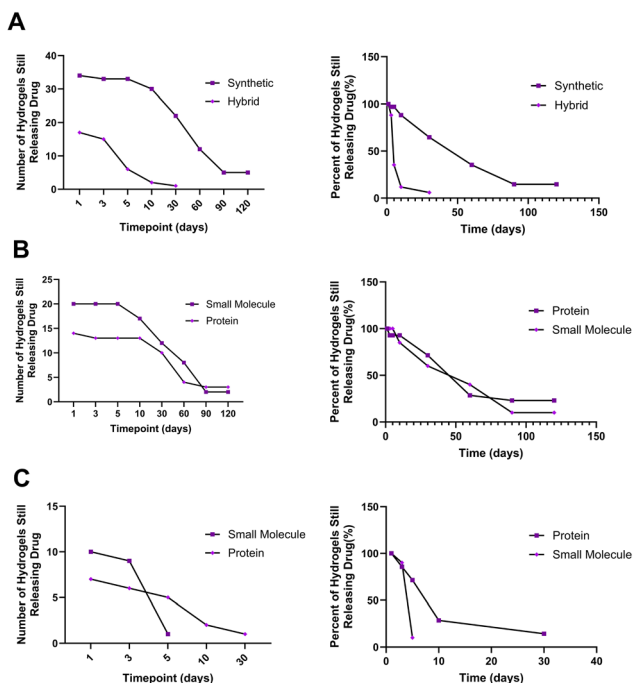 A
Number of Hydrogels Still
Releasing Drug
40
30
20
10
0
1
3
5
10
30
60
90
120
Timepoint (days)
Synthetic
Hybrid
Percent of Hydrogels Still
Releasing Drug(%)
150
100
50
0
0
50
100
150
Time (days)
Synthetic
Hybrid
B
Number of Hydrogels Still
Releasing Drug
25
20
15
10
5
0
1
3
5
10
30
60
90
120
Timepoint (days)
Small Molecule
Protein
Percent of Hydrogels Still
Releasing Drug(%)
150
100
50
0
0
50
100
150
Time (days)
Protein
Small Molecule
C
Number of Hydrogels Still
Releasing Drug
15
10
5
0
1
3
5
10
30
Timepoint (days)
Small Molecule
Protein
Percent of Hydrogels Still
Releasing Drug(%)
150
100
50
0
0
10
20
30
40
Time (days)
Protein
Small Molecule